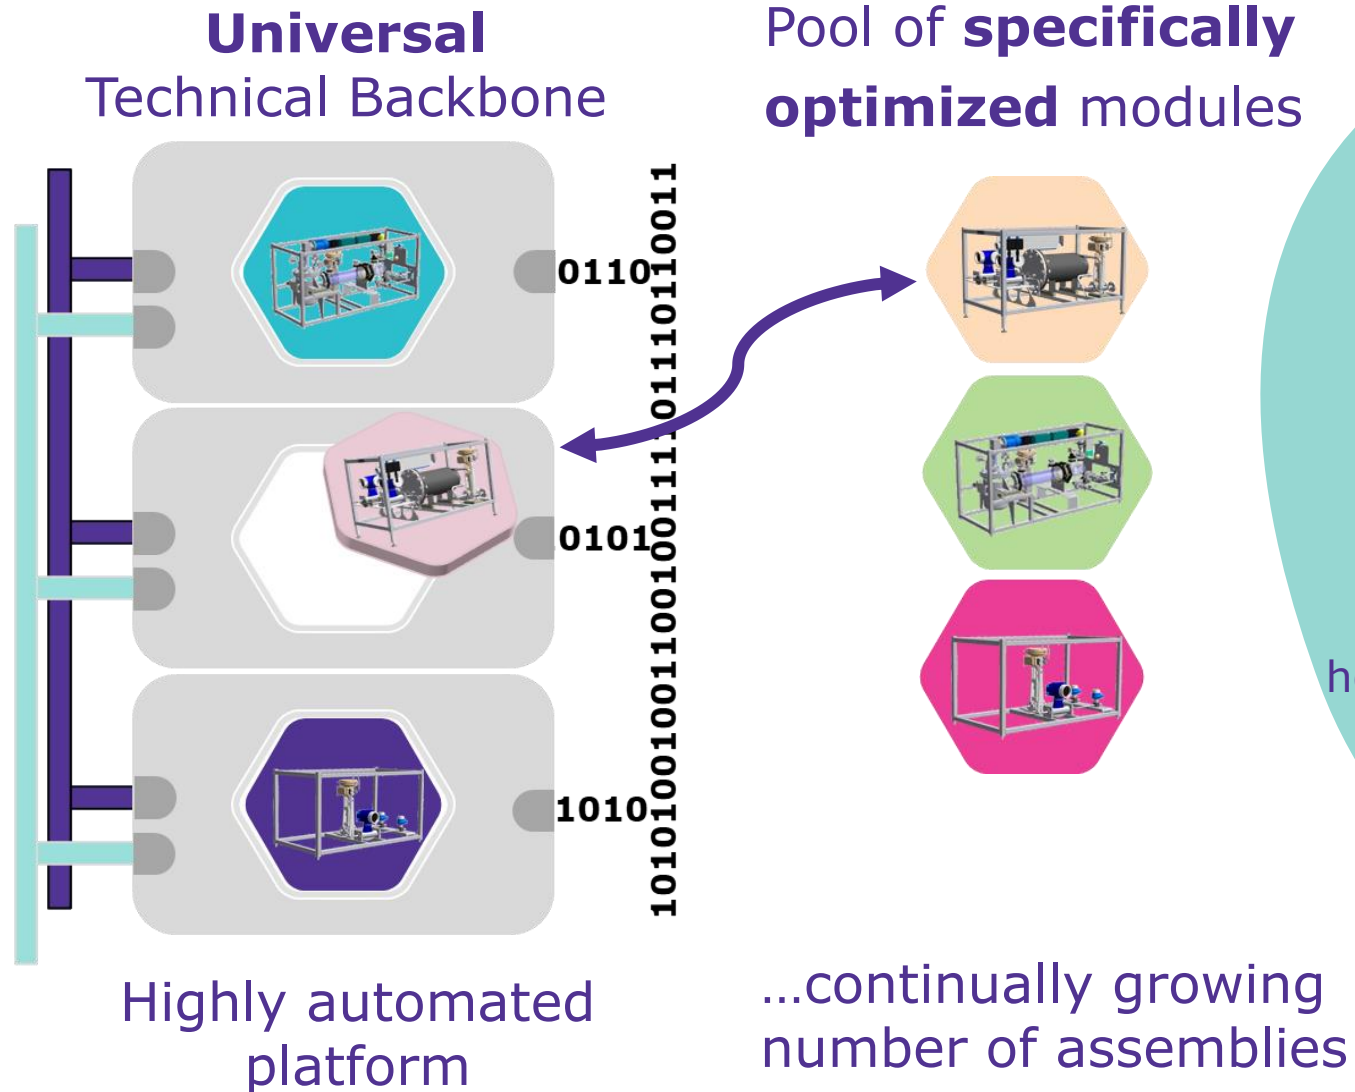 Universal
Technical Backbone
Pool of specifically
optimized modules
0110
0101
1010
Highly automated
platform
...continually growing
number of assemblies